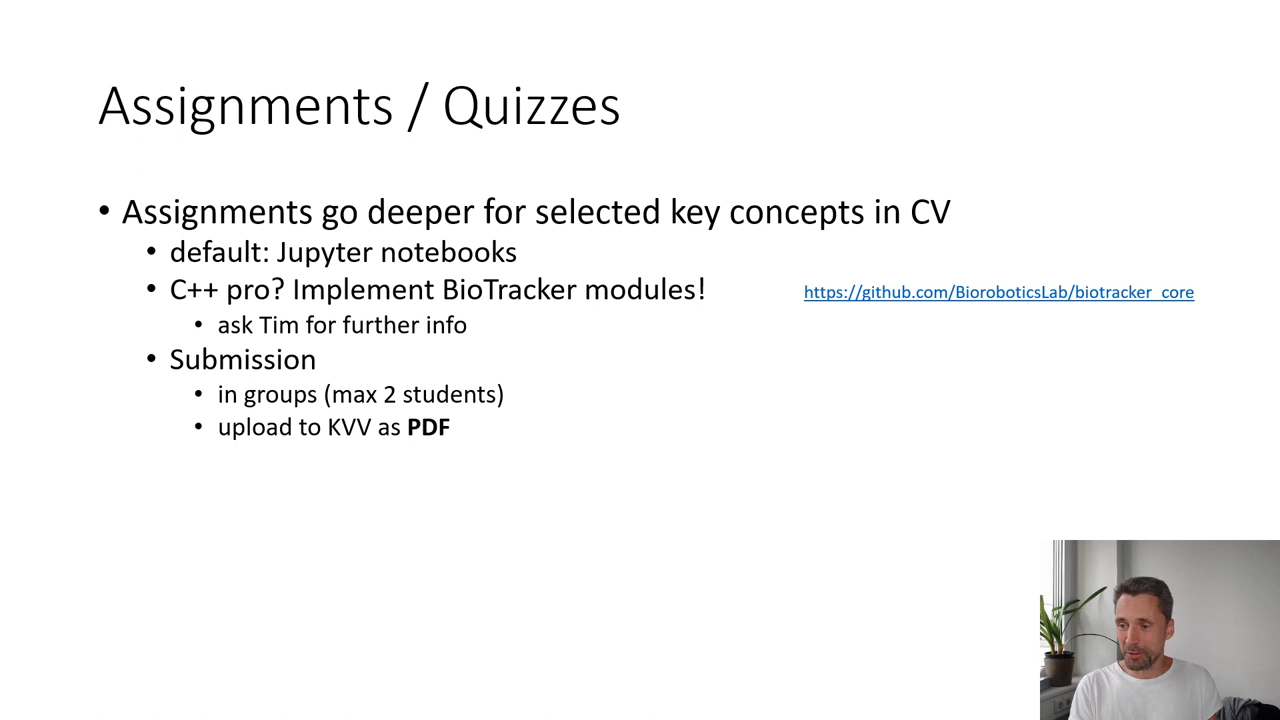 Assignments / Quizzes
• Assignments go deeper for selected key concepts in CV
• default: Jupyter notebooks
• C++ pro? Implement BioTracker modules! https://github.com/BioroboticsLab/biotracker_core
• ask Tim for further info
• Submission
• in groups (max 2 students)
• upload to KVV as PDF